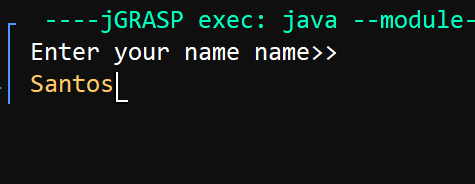 ----jGRASP exec: java --module-
Enter your name name>>
Santos